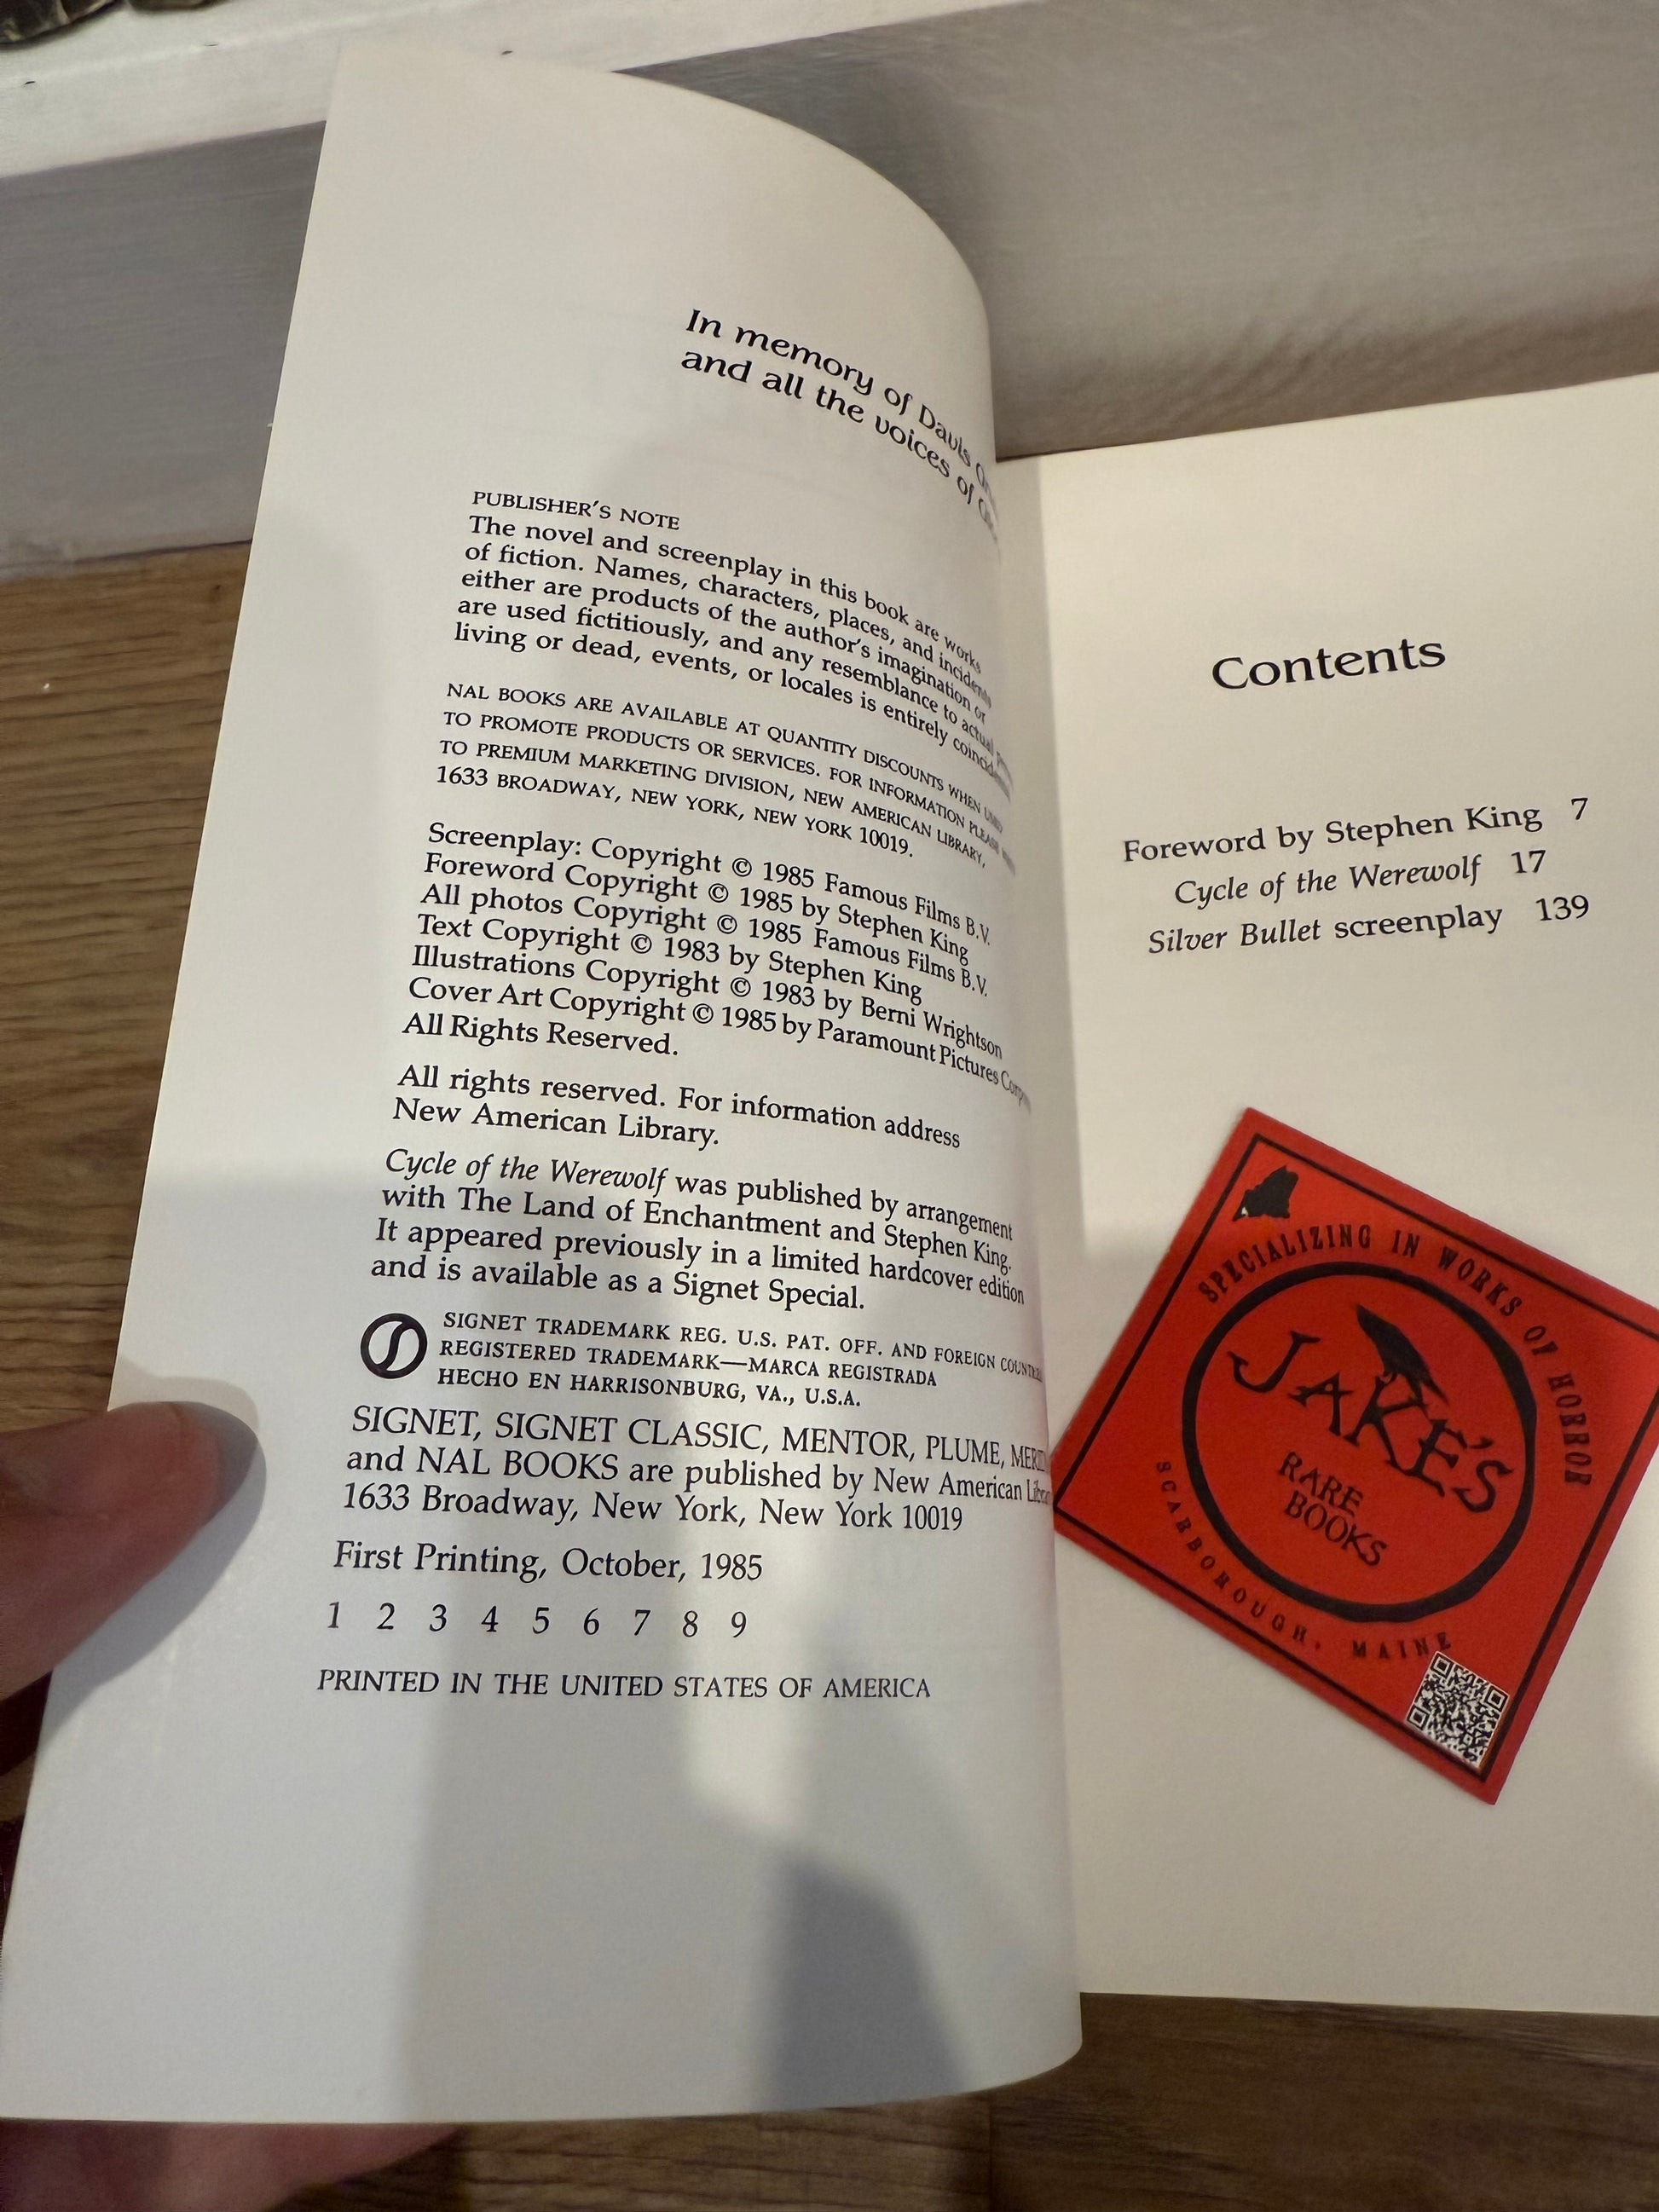 In memory of Davis
and all the voices of
PUBLISHER'S NOTE
The novel and screenplay in this book are works
of fiction. Names, characters, places, and incidents
either are products of the author's imagination or
are used fictitiously, and any resemblance to actual
living or dead, events, or locales is entirely
NAL BOOKS ARE AVAILABLE AT QUANTITY DISCOUNTS WHEN USED
TO PROMOTE PRODUCTS OR SERVICES. FOR INFORMATION PLEASE
TO PREMIUM MARKETING DIVISION, NEW AMERICAN LIBRARY,
1633 BROADWAY, NEW YORK, NEW YORK 10019.
Screenplay: Copyright © 1985 Famous Films B.V.
Foreword Copyright © 1985 by Stephen King
All photos Copyright © 1985 Famous Films B.V.
Text Copyright © 1983 by Stephen King
Illustrations Copyright © 1983 by Berni Wrightson
Cover Art Copyright © 1985 by Paramount Pictures
All Rights Reserved.
All rights reserved. For information address
New American Library.
Cycle of the Werewolf was published by arrangement
with The Land of Enchantment and Stephen King.
It appeared previously in a limited hardcover edition
and is available as a Signet Special.
SIGNET TRADEMARK REG. U.S. PAT. OFF. AND FOREIGN
REGISTERED TRADEMARK—MARCA REGISTRADA
HECHO EN HARRISONBURG, VA., U.S.A.
SIGNET, SIGNET CLASSIC, MENTOR, PLUME,
and NAL BOOKS are published by New American
1633 Broadway, New York, New York 10019
First Printing, October, 1985
1 2 3 4 5 6 7 8 9
PRINTED IN THE UNITED STATES OF AMERICA
Contents
Foreword by Stephen King 7
Cycle of the Werewolf 17
Silver Bullet screenplay 139
SPECIALIZING IN WORKS OF HORROR
JAKE'S
RARE
BOOKS
SCARBOROUGH, MAINE